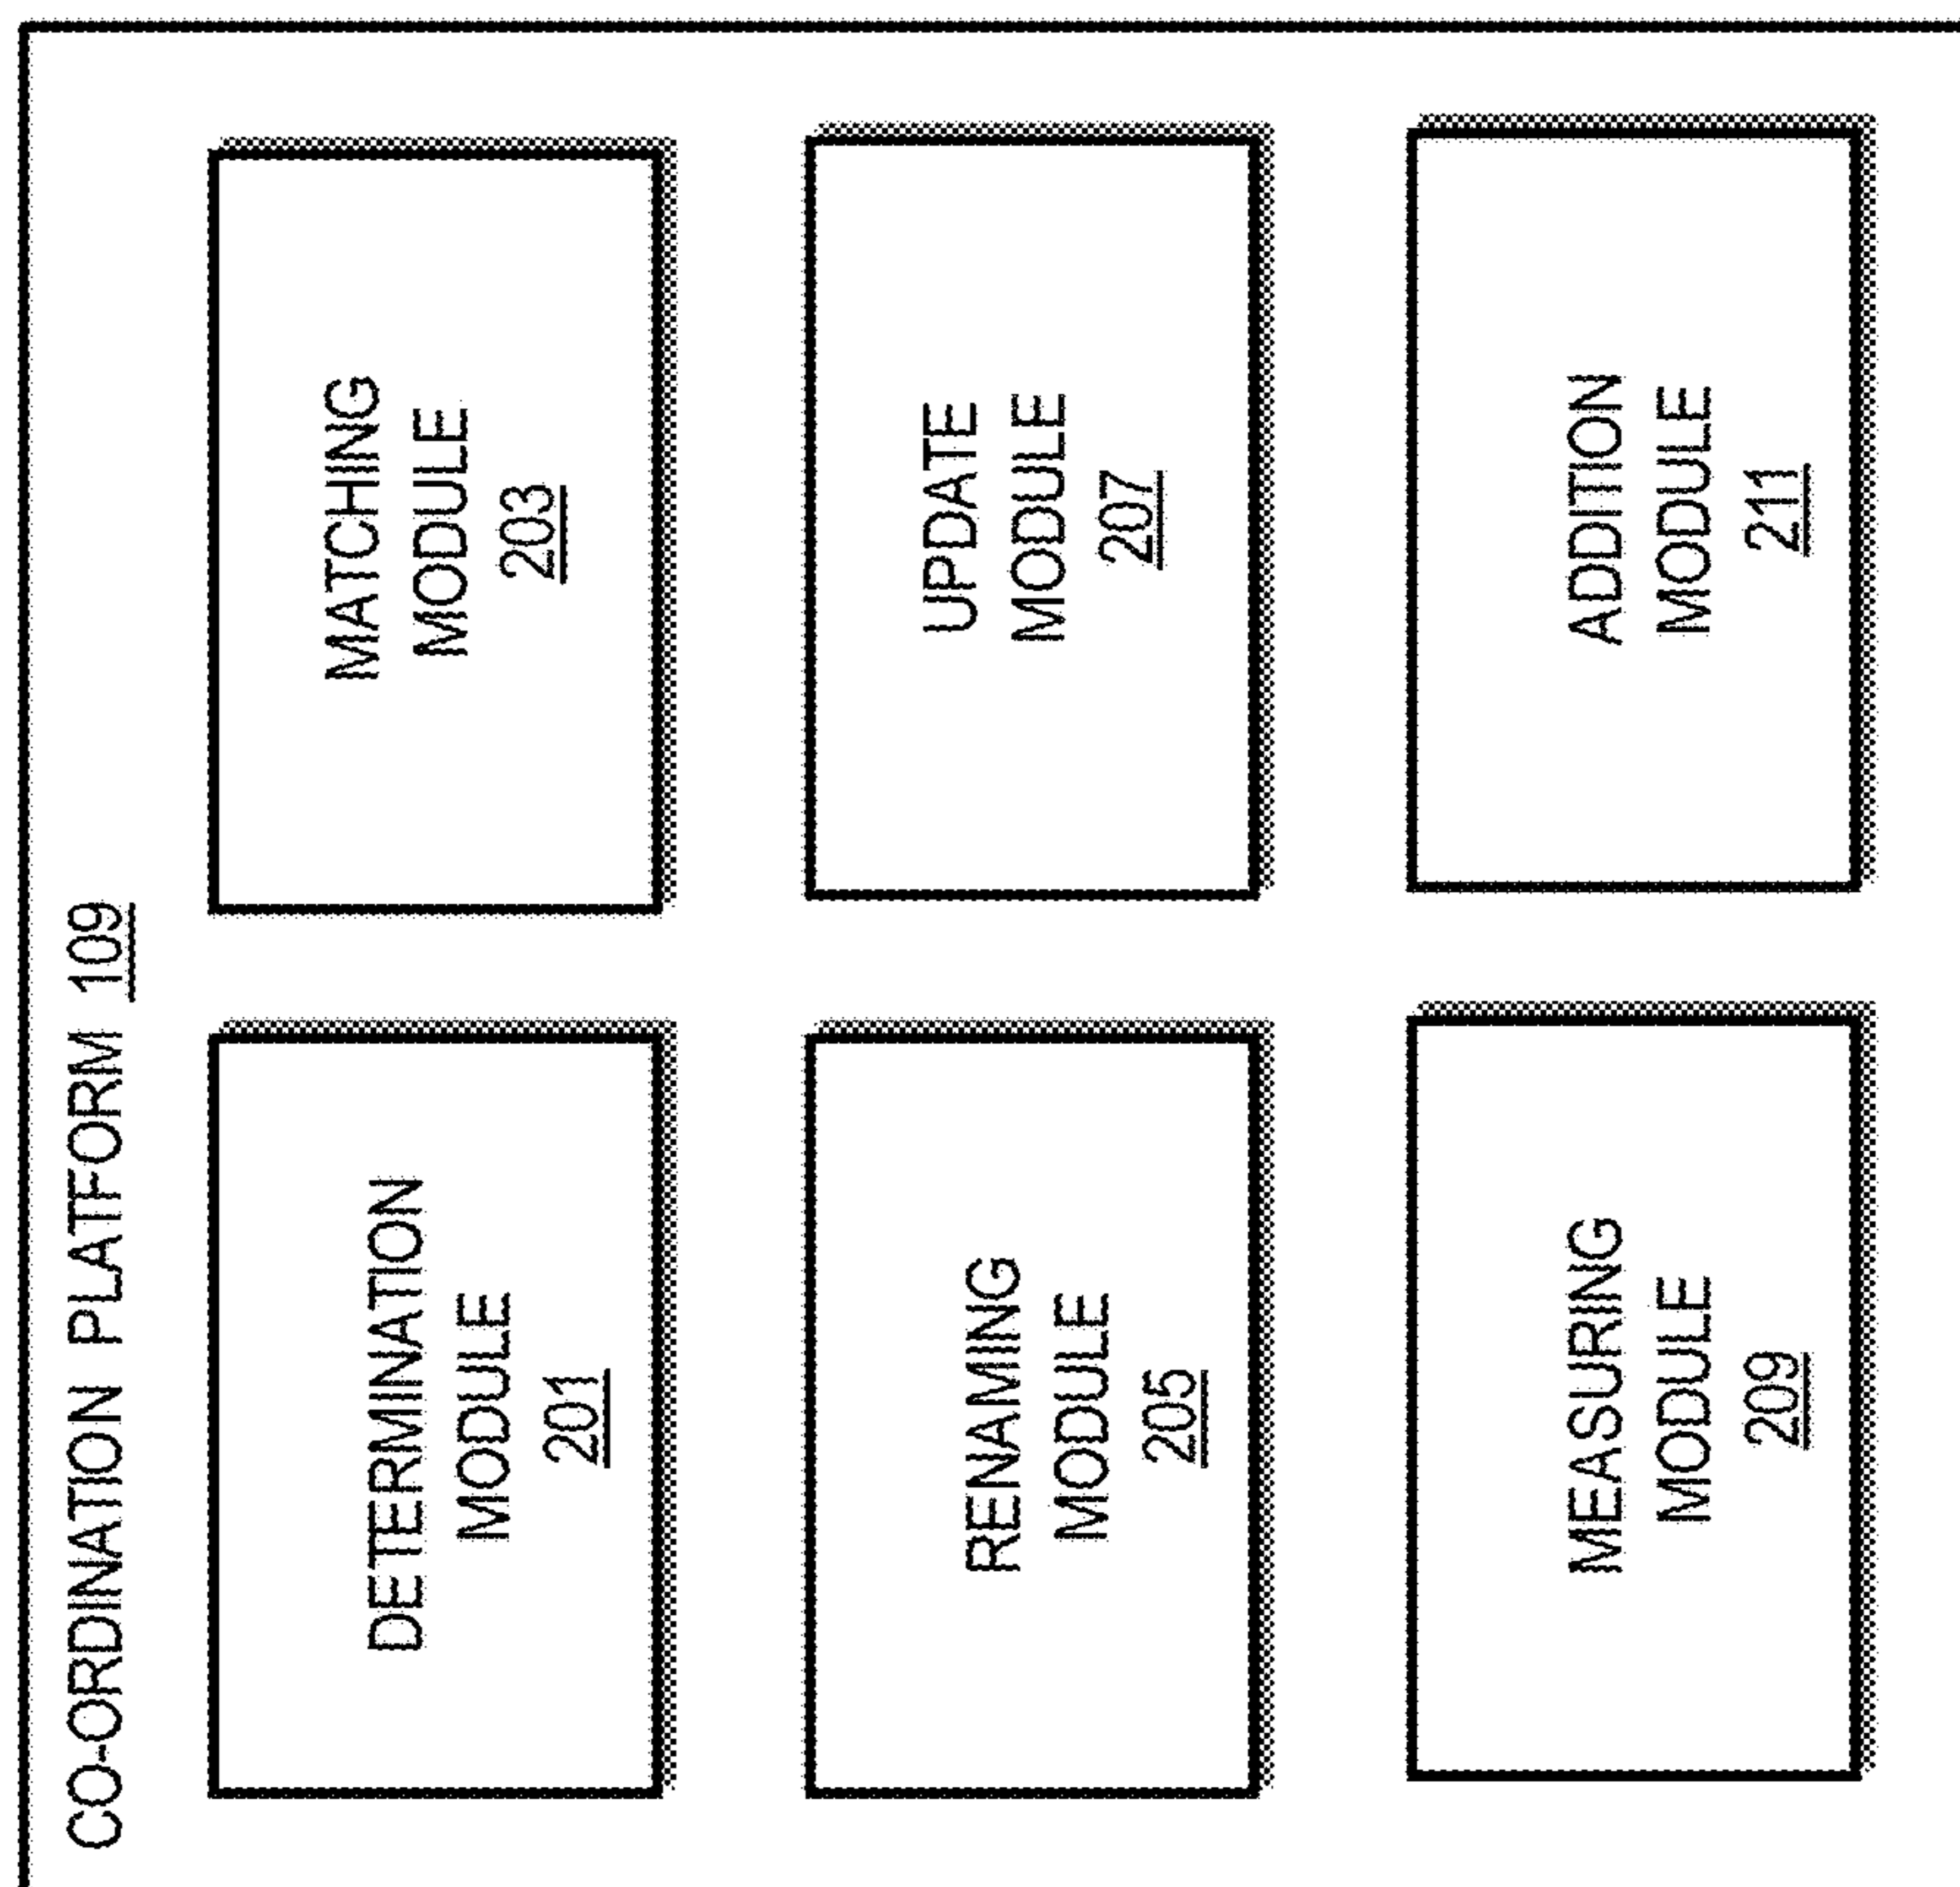 CO-ORDINATION PLATFORM 109
DETERMINATION
MODULE
201
MATCHING
MODULE
203
RENAMING
MODULE
205
UPDATE
MODULE
207
MEASURING
MODULE
209
ADDITION
MODULE
211